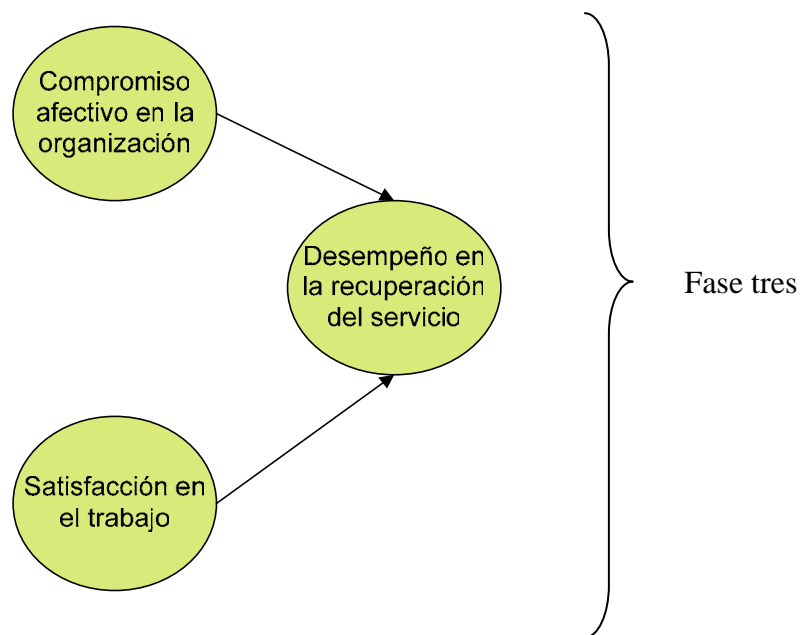 Compromiso
afectivo en la
organización
Desempeño en
la recuperación
del servicio
Fase tres
Satisfacción en
el trabajo